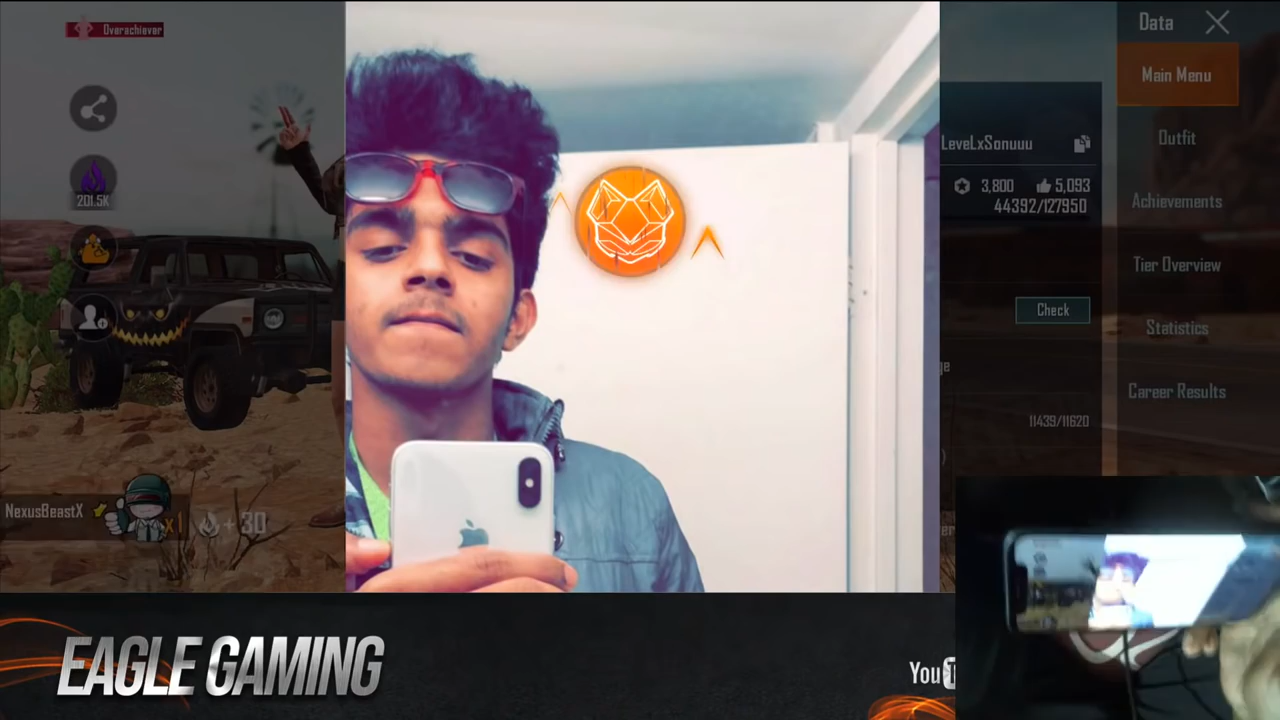 Overachiever
Data
Main Menu
LeveLxSonuuu
Outfit
201.5K
3,800
5,093
44392/127950
Achievements
Tier Overview
Check
Statistics
ge
Career Results
11439/11620
NexusBeastX
x1
+ 30
EAGLE GAMING
You